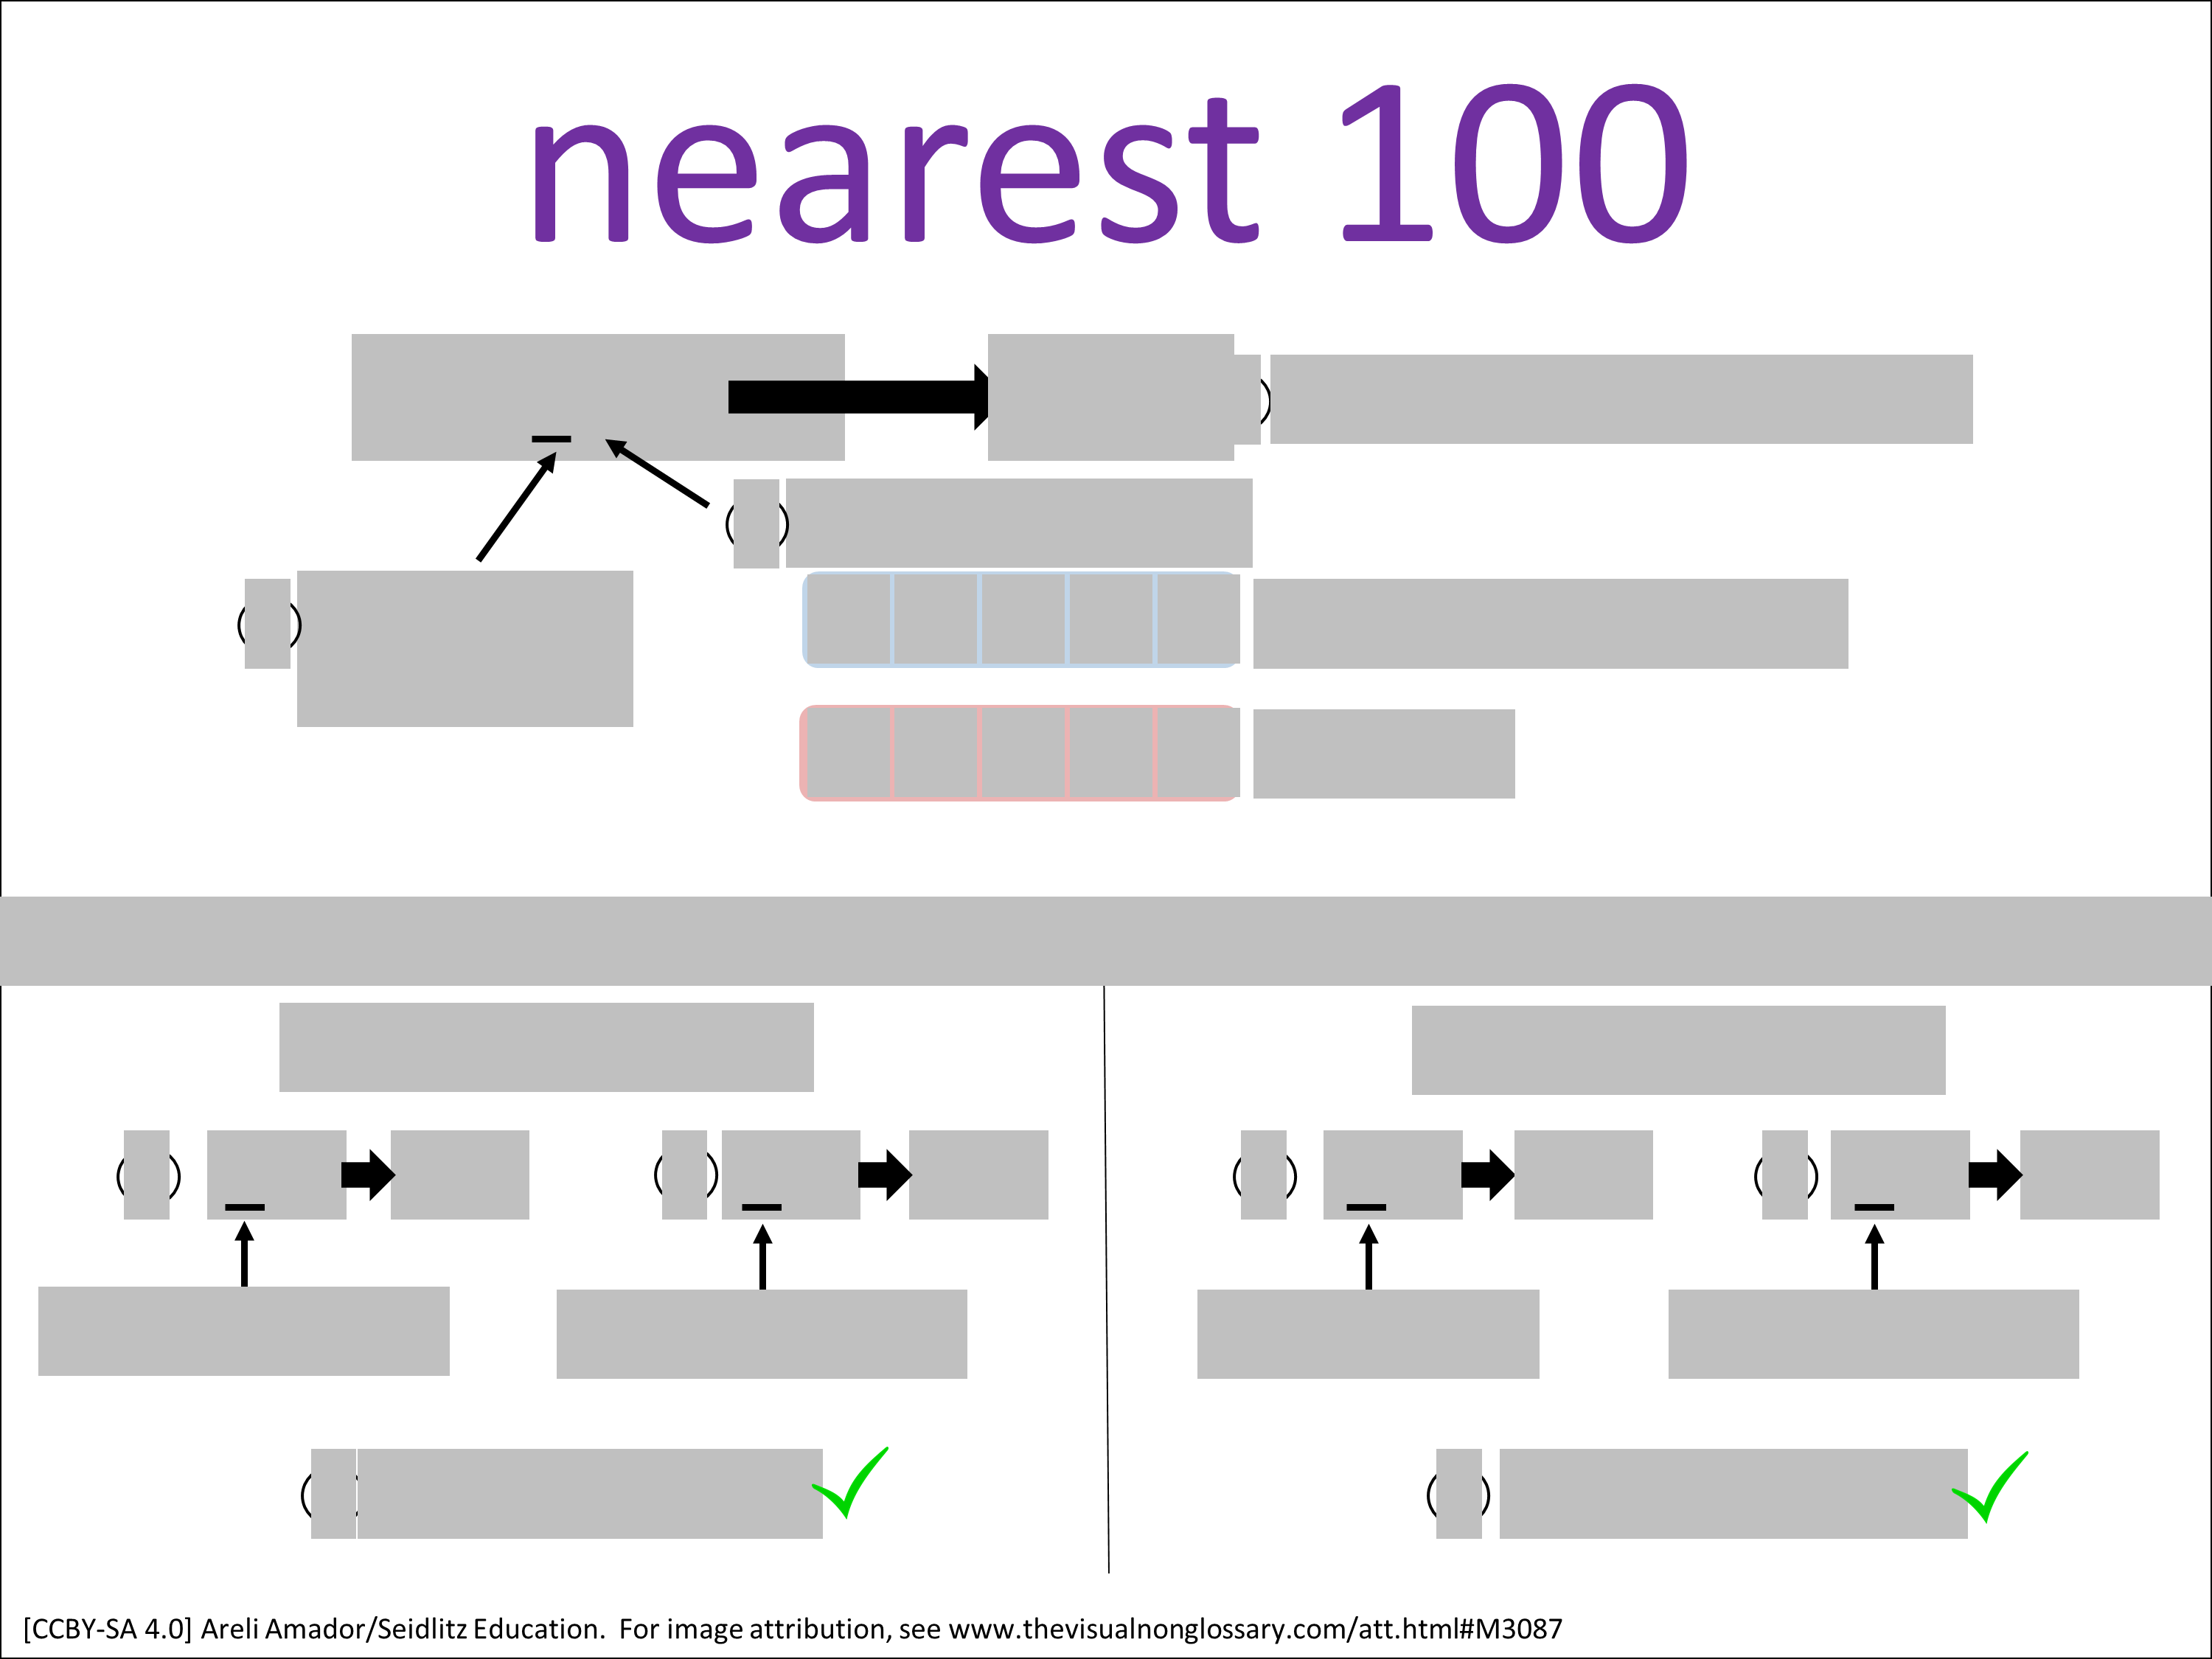 nearest 100
[CCBY-SA 4.0] Areli Amador/Seidlitz Education.  For image attribution, see www.thevisualnonglossary.com/att.html#M3087